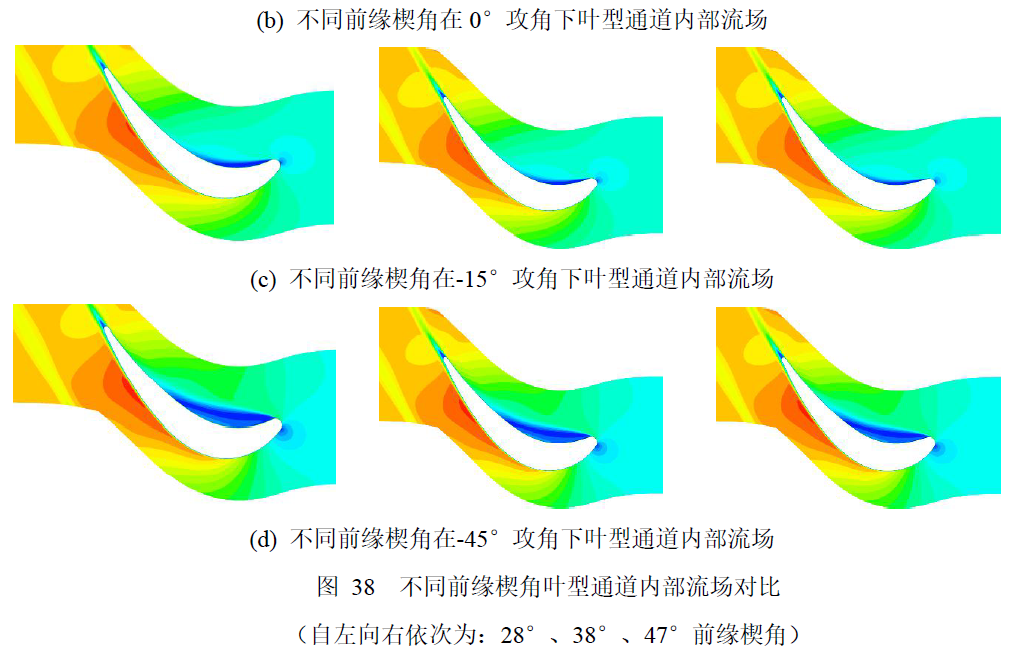 (b) 不同前缘楔角在 0° 攻角下叶型通道内部流场
(c) 不同前缘楔角在-15° 攻角下叶型通道内部流场
(d) 不同前缘楔角在-45° 攻角下叶型通道内部流场
图 38 不同前缘楔角叶型通道内部流场对比
（自左向右依次为：28°、38°、47°前缘楔角）